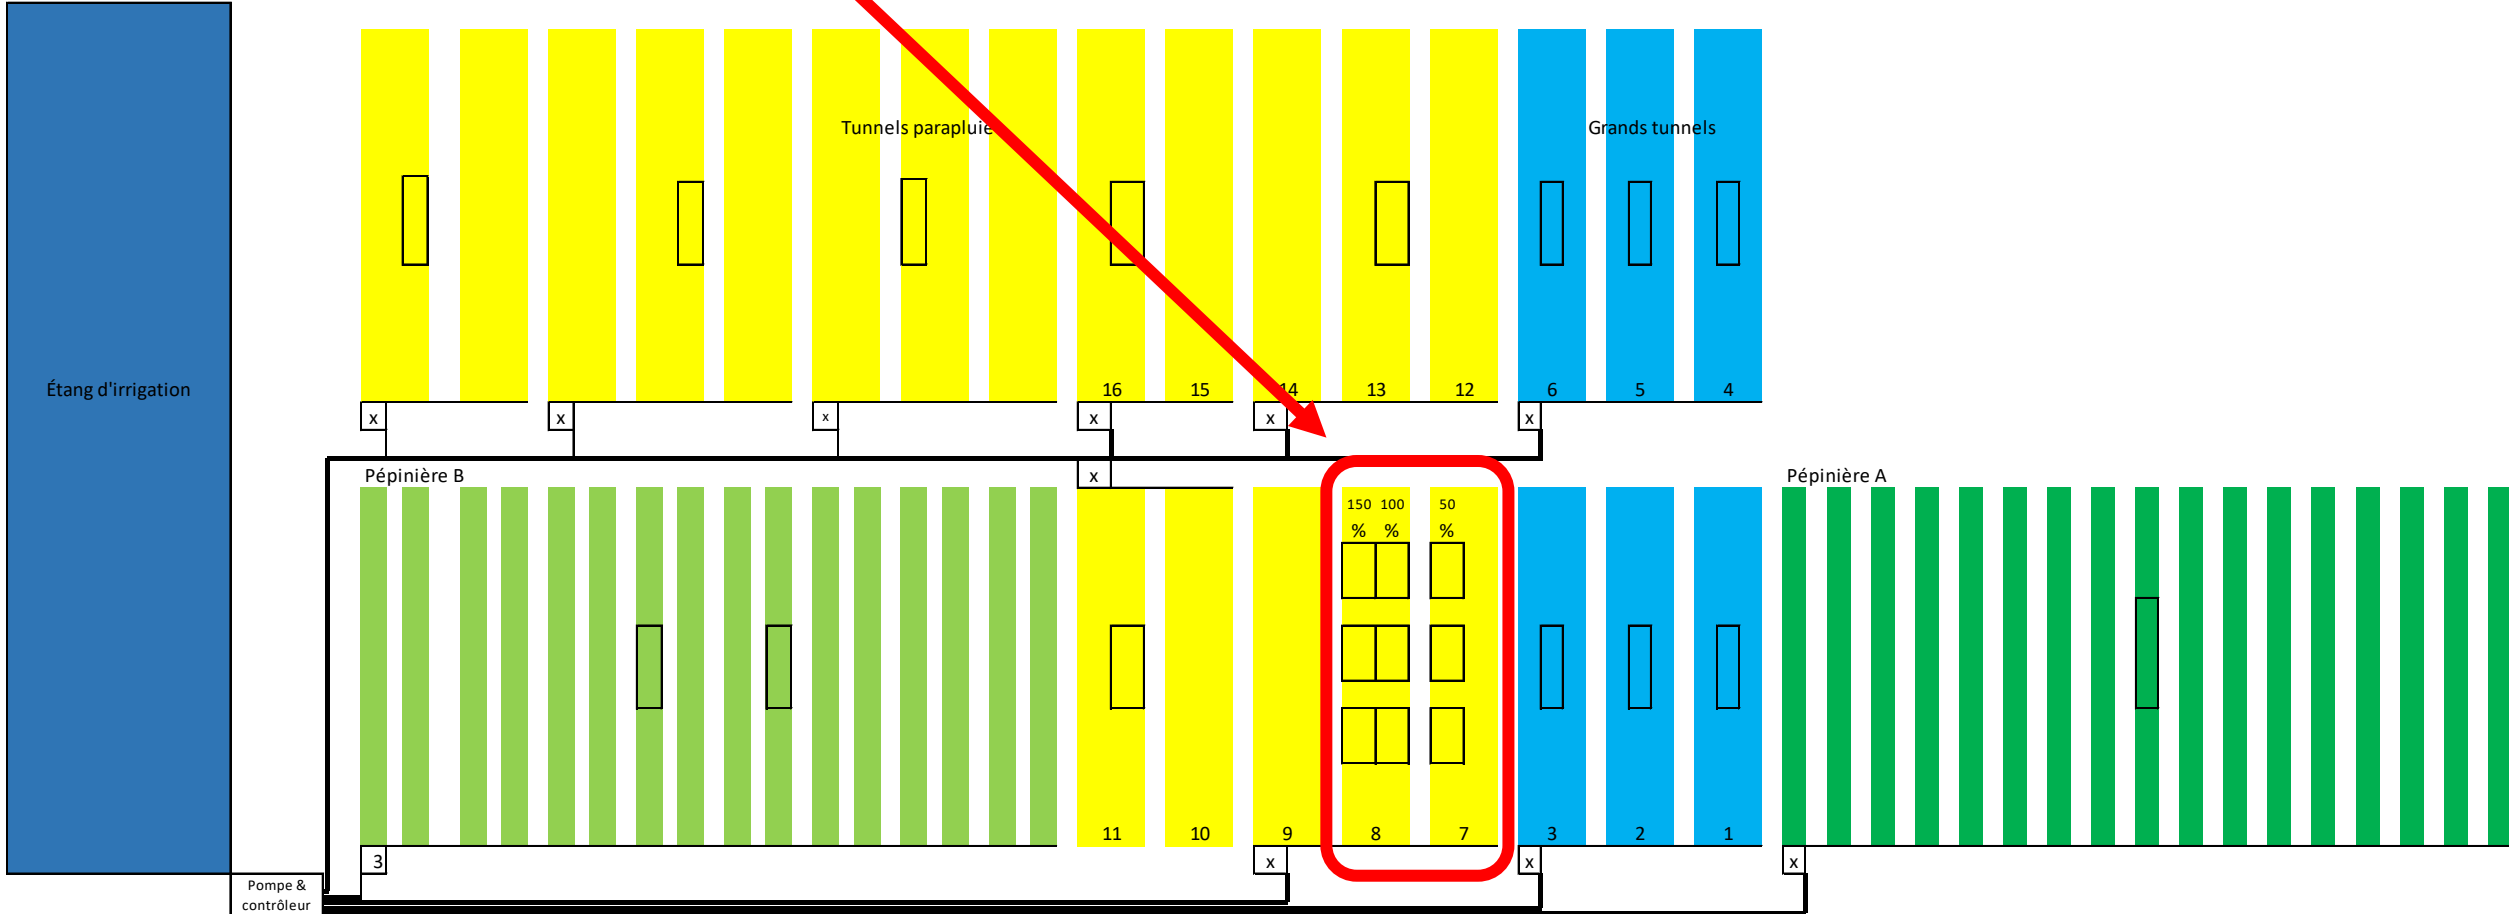 Tunnels parapluie
Grands tunnels
Étang d'irrigation
16 15 14 13 12 6 5 4
x x x x x x
Pépinière B
x
Pépinière A
150 100 50
% % %
11 10 9 8 7 3 2 1
3 x x x
Pompe &
contrôleur